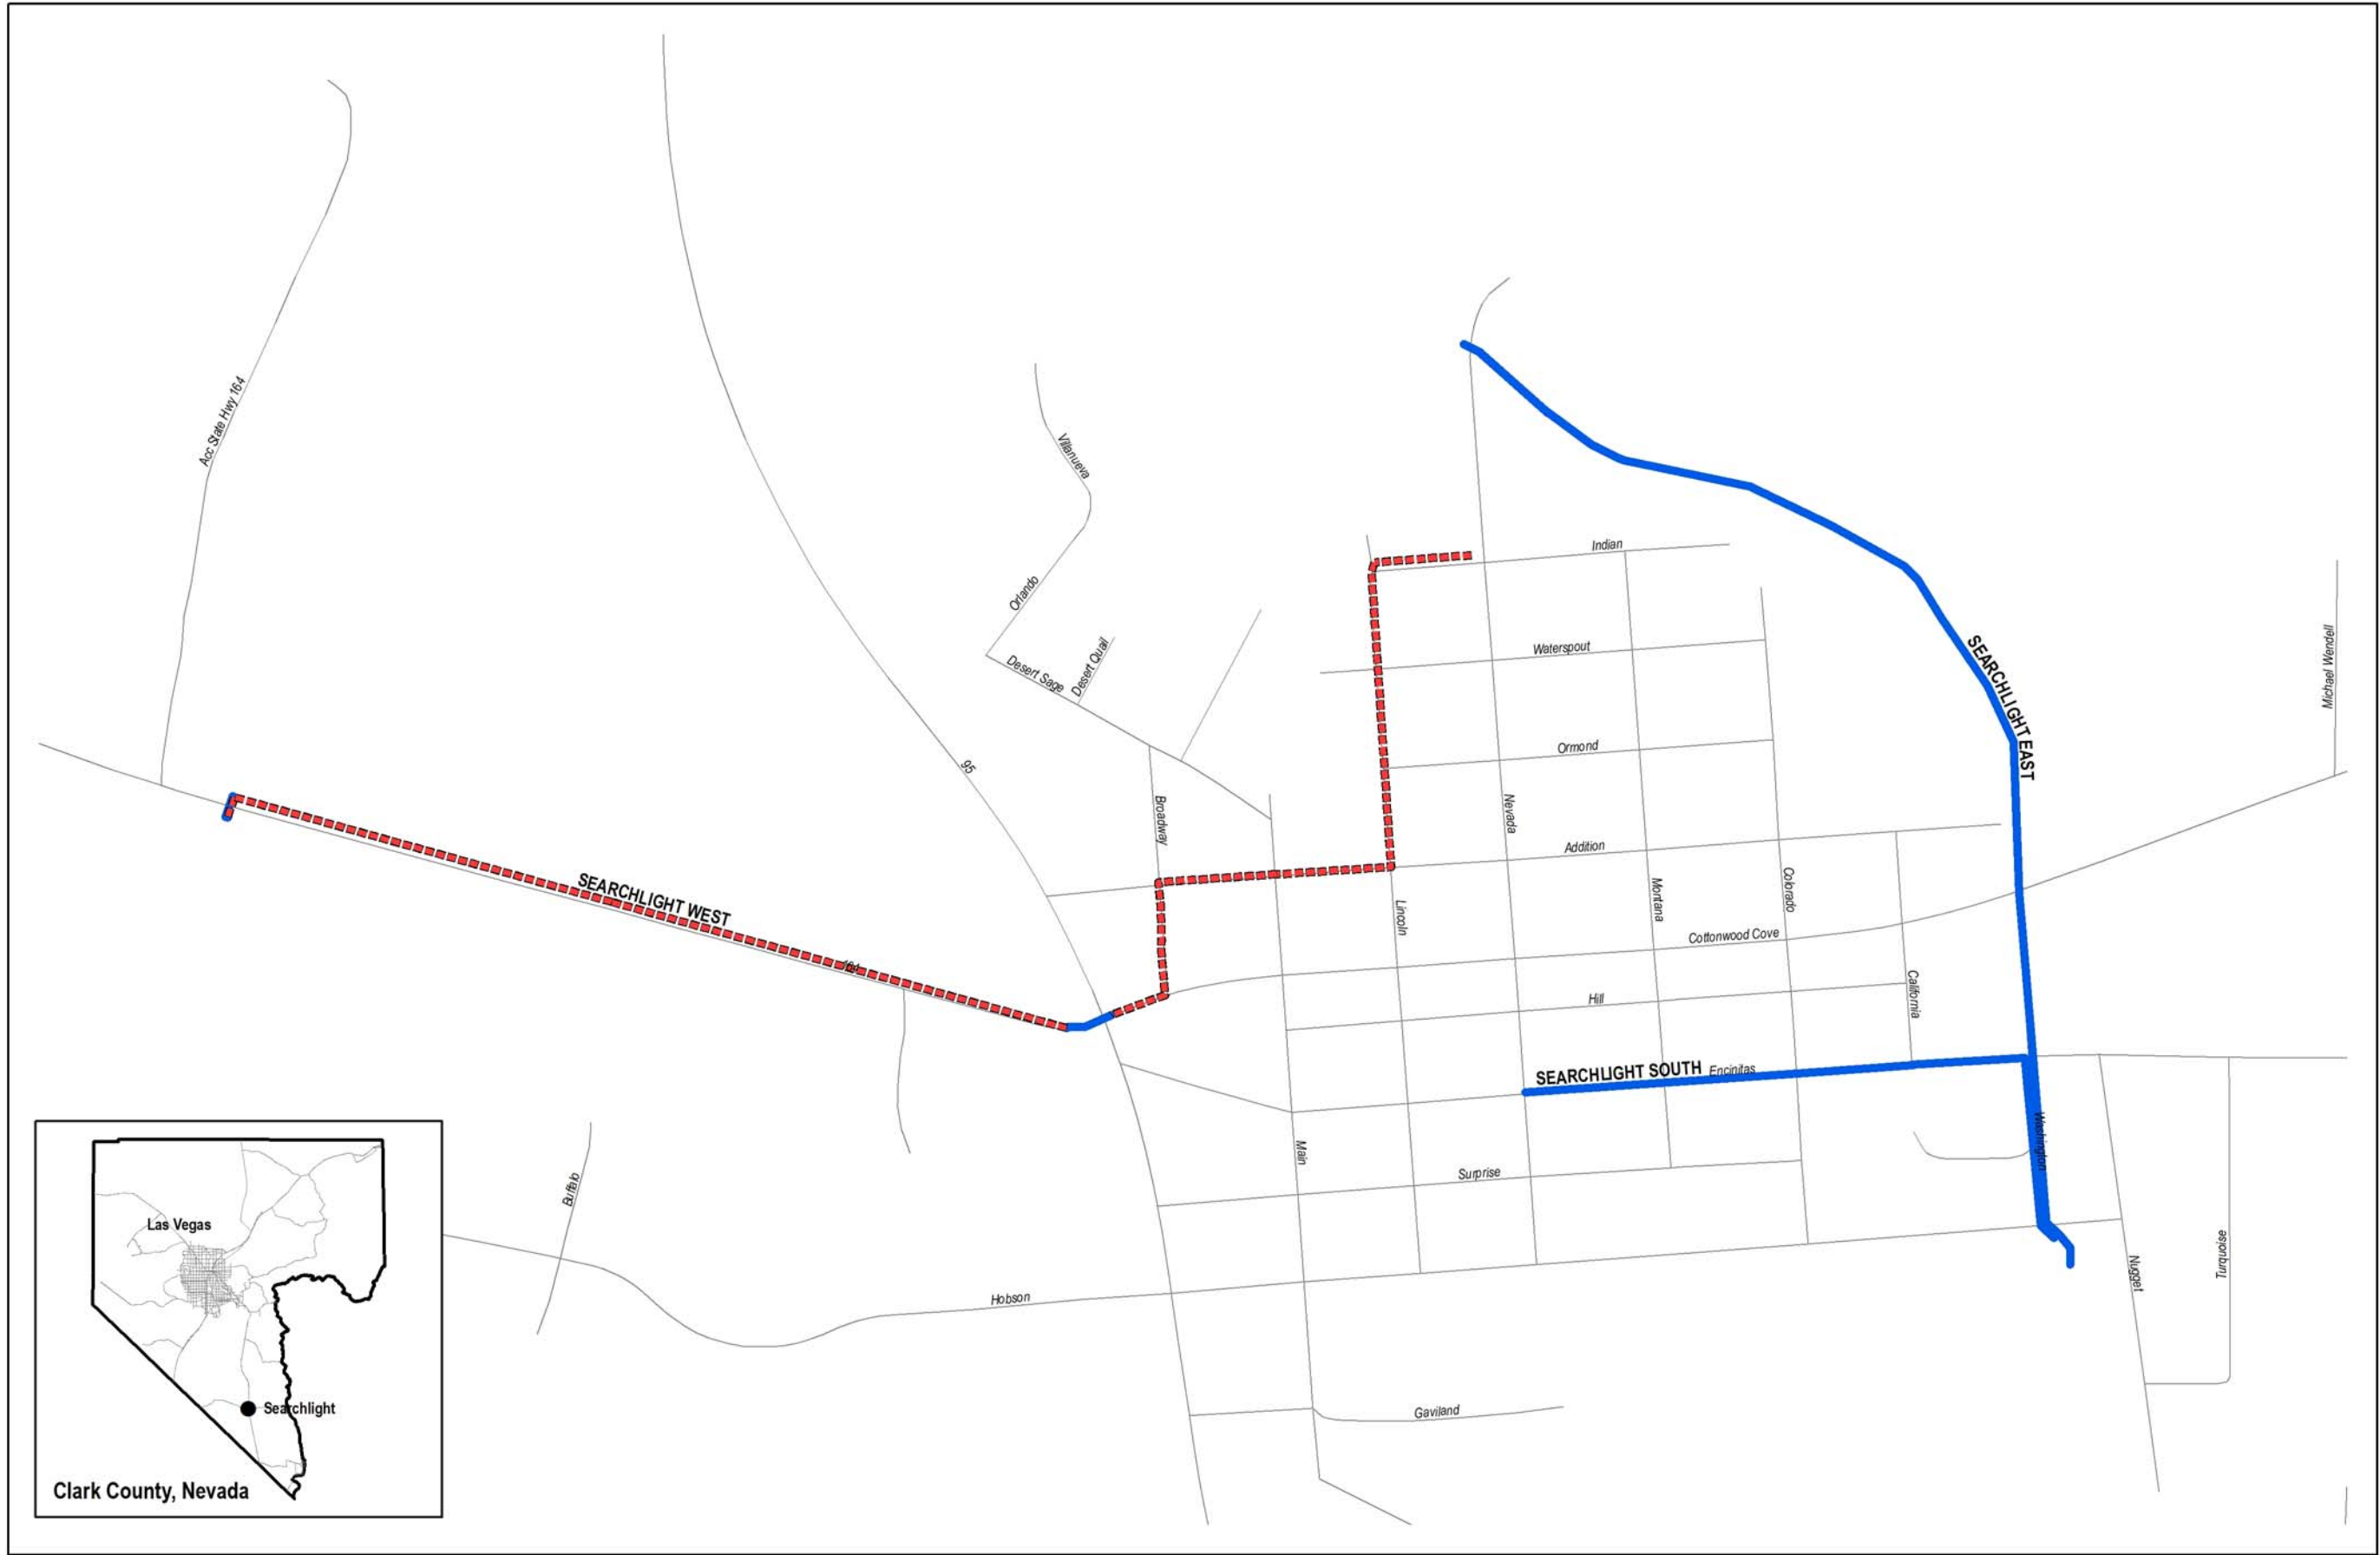 Acc State Hwy 164
Villanueva
Orlando
Desert Sage
Desert Quail
Indian
Waterspout
Ormond
SEARCHLIGHT EAST
Michael Wendell
95
Broadway
Nevada
Addition
Montana
Colorado
Lincoln
SEARCHLIGHT WEST
Cottonwood Cove
California
Hill
SEARCHLIGHT SOUTH
Encinitas
Washington
Main
Surprise
Buffalo
Hobson
Nugget
Turquoise
Gaviland
Las Vegas
Searchlight
Clark County, Nevada